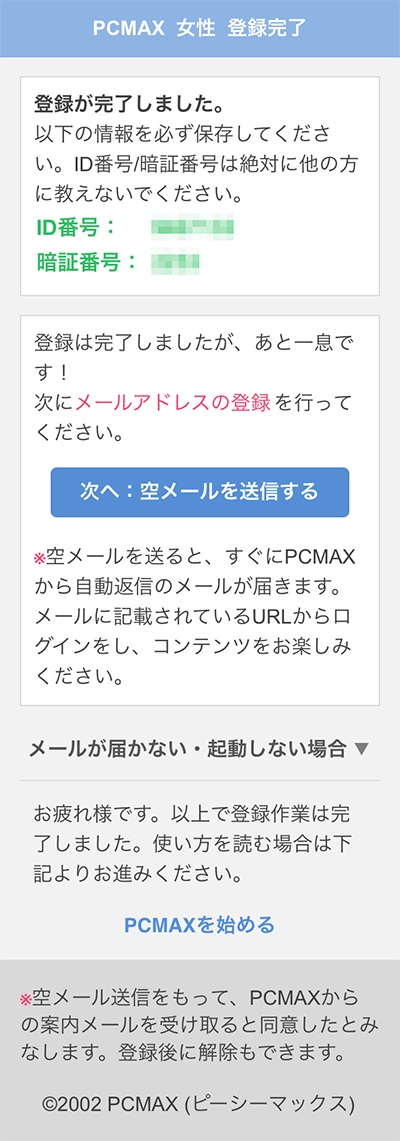 PCMAX 女性 登録完了
登録が完了しました。
以下の情報を必ず保存してくださ
い。ID番号/暗証番号は絶対に他の方
に教えないでください。
ID番号：
暗証番号：
登録は完了しましたが、あと一息で
す！
次にメールアドレスの登録を行って
ください。
次へ：空メールを送信する
※空メールを送ると、すぐにPCMAX
から自動返信のメールが届きます。
メールに記載されているURLからロ
グインをし、コンテンツをお楽しみ
ください。
メールが届かない・起動しない場合 ▼
お疲れ様です。以上で登録作業は完
了しました。使い方を読む場合は下
記よりお進みください。
PCMAXを始める
※空メール送信をもって、PCMAXから
の案内メールを受け取ると同意したとみ
なします。登録後に解除もできます。
©2002 PCMAX (ピーシーマックス)